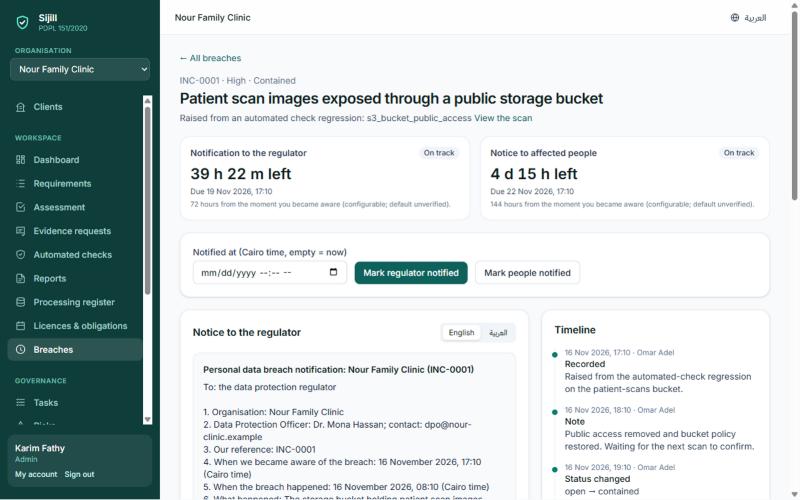 Sijill
PDPL 151/2020
ORGANISATION
Nour Family Clinic
Clients
WORKSPACE
Dashboard
Requirements
Assessment
Evidence requests
Automated checks
Reports
Processing register
Licences & obligations
Breaches
GOVERNANCE
Tasks
Karim Fathy
Admin
My account Sign out
Nour Family Clinic
العربية
← All breaches
INC-0001 · High · Contained
Patient scan images exposed through a public storage bucket
Raised from an automated check regression: s3_bucket_public_access View the scan
Notification to the regulator
On track
39 h 22 m left
Due 19 Nov 2026, 17:10
72 hours from the moment you became aware (configurable; default unverified).
Notice to affected people
On track
4 d 15 h left
Due 22 Nov 2026, 17:10
144 hours from the moment you became aware (configurable; default unverified).
Notified at (Cairo time, empty = now)
mm/dd/yyyy --:-- --
Mark regulator notified
Mark people notified
Notice to the regulator
English
العربية
Personal data breach notification: Nour Family Clinic (INC-0001)
To: the data protection regulator
1. Organisation: Nour Family Clinic
2. Data Protection Officer: Dr. Mona Hassan; contact: dpo@nour-
clinic.example
3. Our reference: INC-0001
4. When we became aware of the breach: 16 November 2026, 17:10
(Cairo time)
5. When the breach happened: 16 November 2026, 08:10 (Cairo time)
6. What happened: The storage bucket holding patient scan images
Timeline
16 Nov 2026, 17:10 · Omar Adel
Recorded
Raised from the automated-check regression
on the patient-scans bucket.
16 Nov 2026, 18:10 · Omar Adel
Note
Public access removed and bucket policy
restored. Waiting for the next scan to confirm.
16 Nov 2026, 19:10 · Omar Adel
Status changed
open → contained